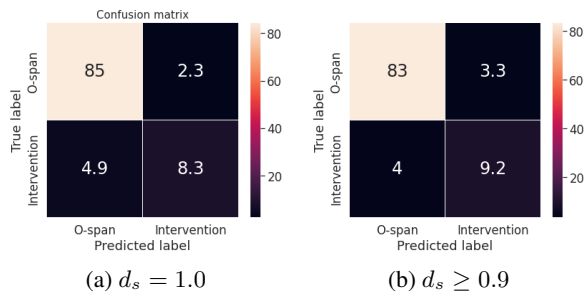 Confusion matrix
True label
O-span
Intervention
85
2.3
4.9
8.3
80
60
40
20
O-span Intervention
Predicted label
(a) d_s = 1.0
True label
O-span
Intervention
83
3.3
4
9.2
80
60
40
20
O-span Intervention
Predicted label
(b) d_s ≥ 0.9